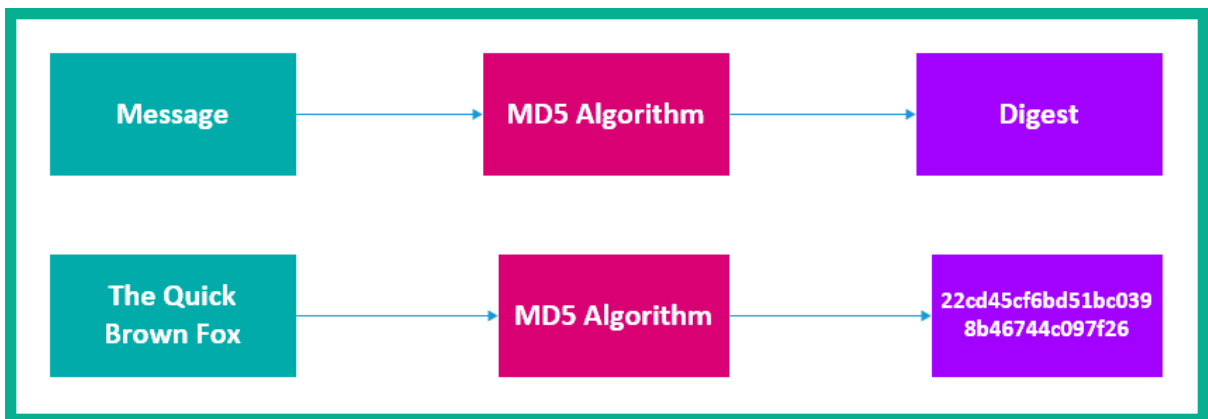 Message
MD5 Algorithm
Digest
The Quick
Brown Fox
MD5 Algorithm
22cd45cf6bd51bc039
8b46744c097f26